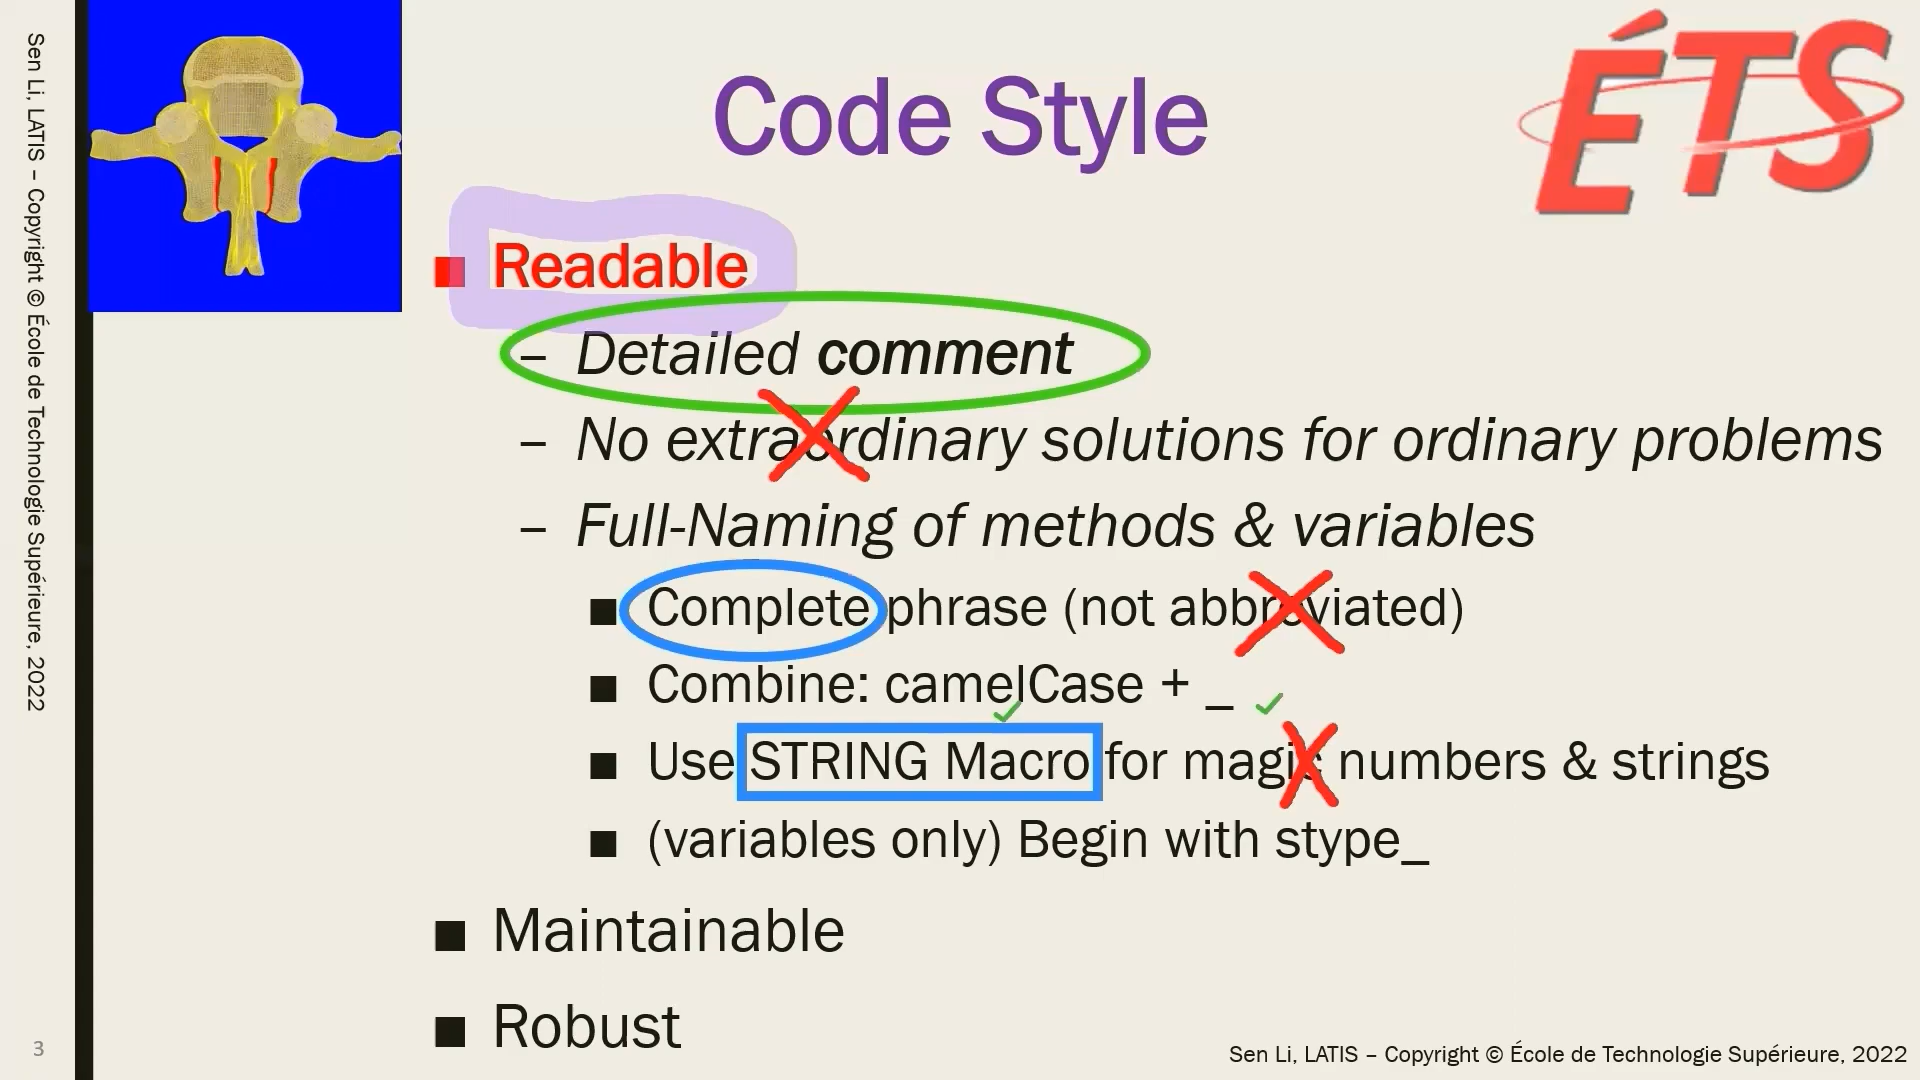 Sen Li, LATIS – Copyright © École de Technologie Supérieure, 2022
ÉTS
Code Style
■ Readable
– Detailed comment
– No extraordinary solutions for ordinary problems
– Full-Naming of methods & variables
■ Complete phrase (not abbreviated)
■ Combine: camelCase + _
■ Use STRING Macro for magic numbers & strings
■ (variables only) Begin with stype_
■ Maintainable
■ Robust
3
Sen Li, LATIS – Copyright © École de Technologie Supérieure, 2022